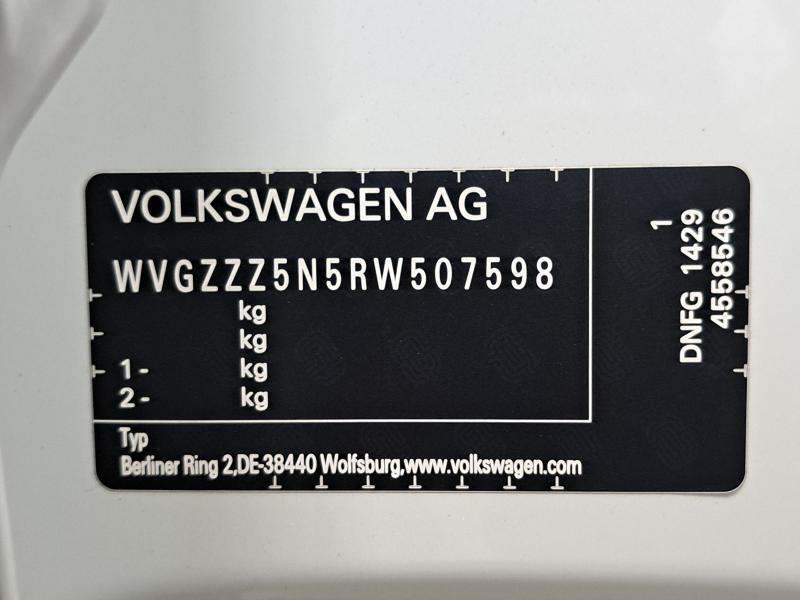 VOLKSWAGEN AG
WVGZZZ5N5RW507598
kg
kg
1- kg
2- kg
Typ
Berliner Ring 2,DE-38440 Wolfsburg,www.volkswagen.com
1
DNFG 1429
4558546